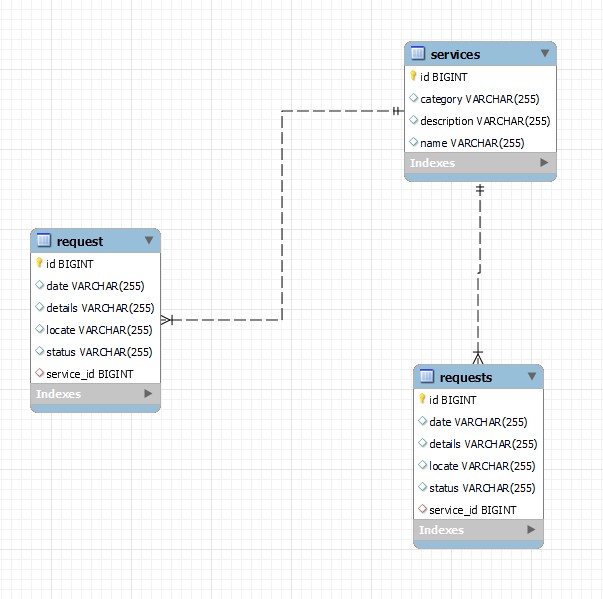 services
id BIGINT
category VARCHAR(255)
description VARCHAR(255)
name VARCHAR(255)
Indexes
request
id BIGINT
date VARCHAR(255)
details VARCHAR(255)
locate VARCHAR(255)
status VARCHAR(255)
service_id BIGINT
Indexes
requests
id BIGINT
date VARCHAR(255)
details VARCHAR(255)
locate VARCHAR(255)
status VARCHAR(255)
service_id BIGINT
Indexes